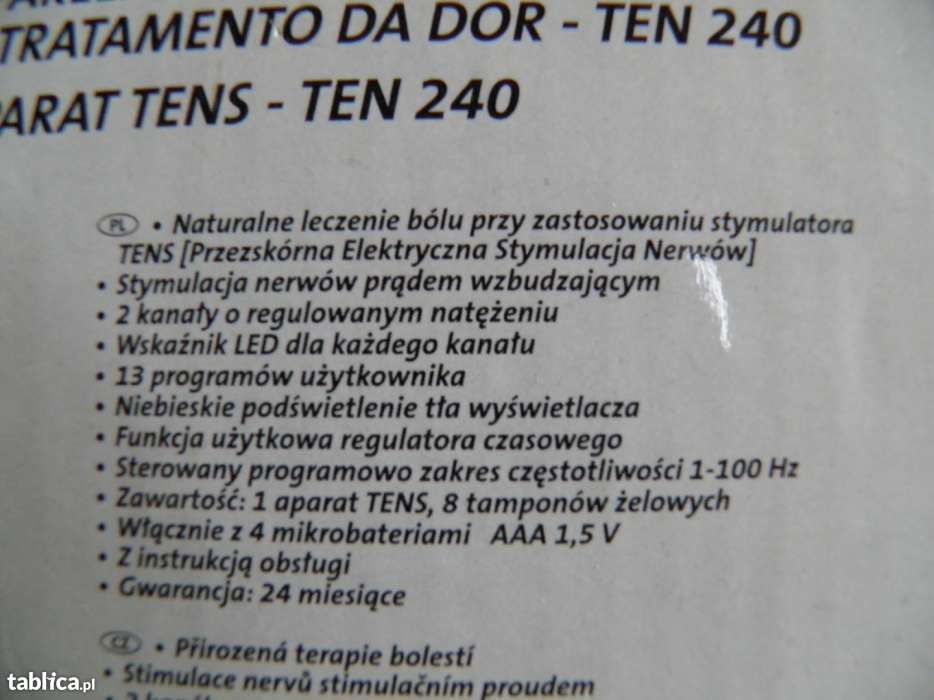 TRATAMENTO DA DOR - TEN 240
PARAT TENS - TEN 240
PL • Naturalne leczenie bólu przy zastosowaniu stymulatora
TENS [Przezskórna Elektryczna Stymulacja Nerwów]
• Stymulacja nerwów prądem wzbudzającym
• 2 kanały o regulowanym natężeniu
• Wskaźnik LED dla każdego kanału
• 13 programów użytkownika
• Niebieskie podświetlenie tła wyświetlacza
• Funkcja użytkowa regulatora czasowego
• Sterowany programowo zakres częstotliwości 1-100 Hz
• Zawartość: 1 aparat TENS, 8 tamponów żelowych
• Włącznie z 4 mikrobateriami AAA 1,5 V
• Z instrukcją obsługi
• Gwarancja: 24 miesiące
CZ • Přirozená terapie bolestí
• Stimulace nervů stimulačním proudem
tablica.pl